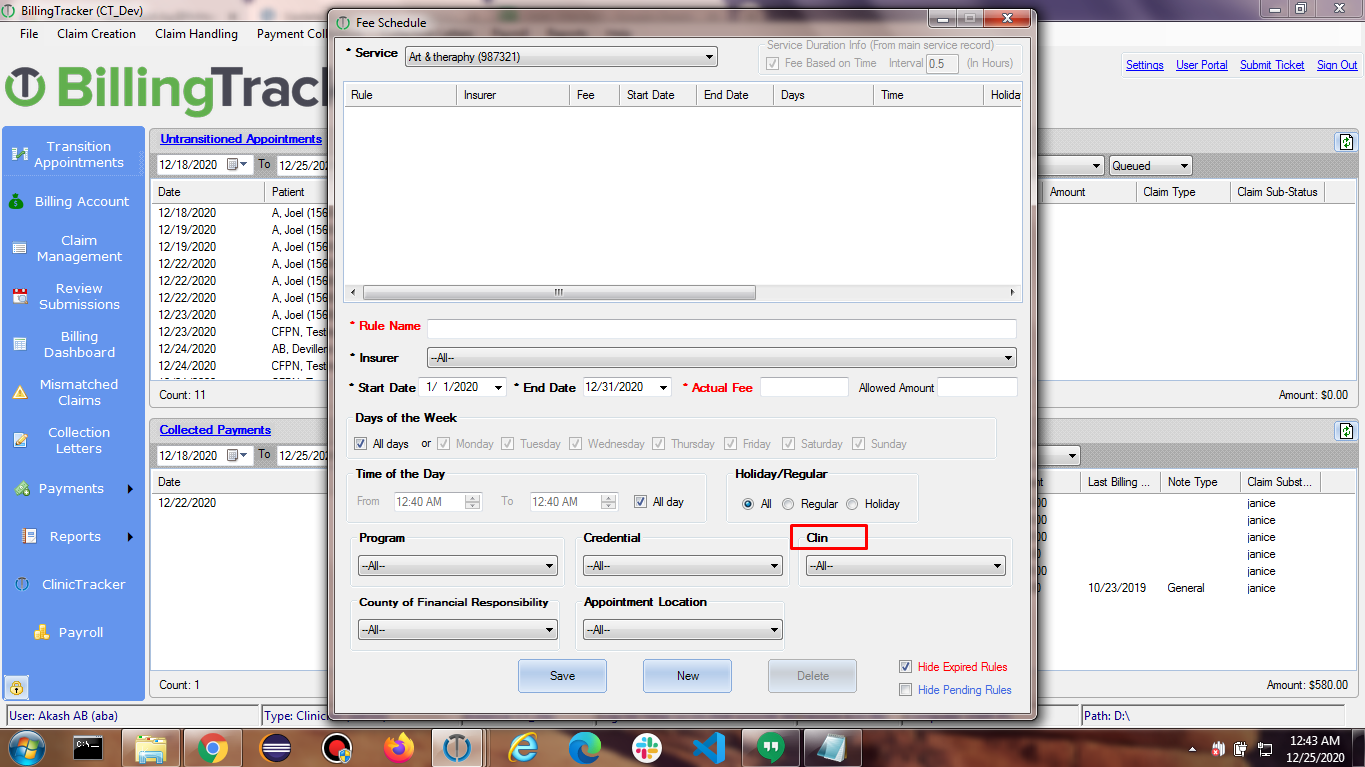 BillingTracker (CT_Dev)
File Claim Creation Claim Handling Payment Coll
BillingTrac
Settings User Portal Submit Ticket Sign Out
Transition Appointments
Billing Account
Claim Management
Review Submissions
Billing Dashboard
Mismatched Claims
Collection Letters
Payments
Reports
ClinicTracker
Payroll
Untransitioned Appointments
12/18/2020 To 12/25/202
Date Patient
12/18/2020 A, Joel (156
12/19/2020 A, Joel (156
12/19/2020 A, Joel (156
12/22/2020 A, Joel (156
12/22/2020 A, Joel (156
12/22/2020 A, Joel (156
12/23/2020 A, Joel (156
12/23/2020 CFPN, Test
12/24/2020 AB, Deviller
12/24/2020 CFPN, Test
Count: 11
Collected Payments
12/18/2020 To 12/25/202
Date
12/22/2020
Count: 1
Fee Schedule
* Service Art & theraphy (987321)
Service Duration Info (From main service record)
Fee Based on Time Interval 0.5 (In Hours)
Rule Insurer Fee Start Date End Date Days Time Holida
* Rule Name
* Insurer --All--
* Start Date 1/ 1/2020 * End Date 12/31/2020 * Actual Fee Allowed Amount
Days of the Week
All days or Monday Tuesday Wednesday Thursday Friday Saturday Sunday
Time of the Day
From 12:40 AM To 12:40 AM All day
Holiday/Regular
All Regular Holiday
Program Credential Clin
--All-- --All-- --All--
County of Financial Responsibility Appointment Location
--All-- --All--
Save New Delete
Hide Expired Rules
Hide Pending Rules
Queued
Amount Claim Type Claim Sub-Status
Amount: $0.00
Last Billing ... Note Type Claim Subst...
janice
janice
janice
janice
janice
10/23/2019 General janice
Amount: $580.00
User: Akash AB (aba) Type: Clinic Path: D:\
12:43 AM
12/25/2020